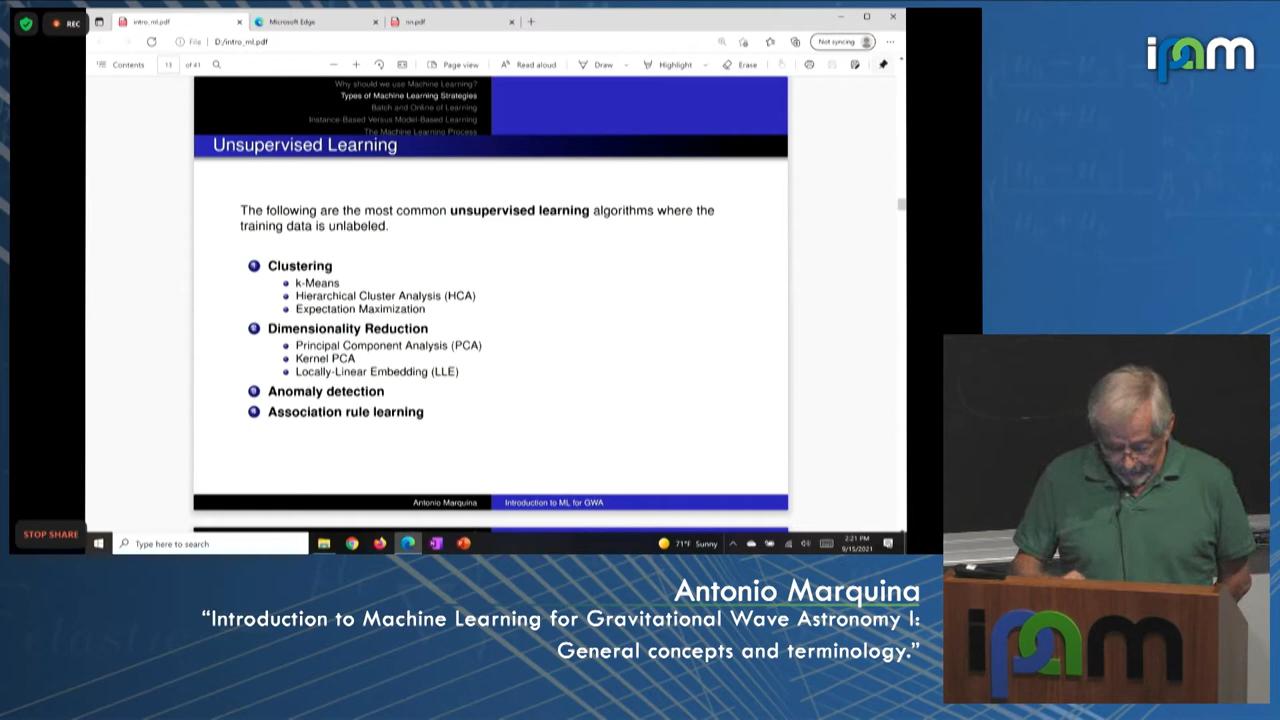 REC
intro_ml.pdf
Microsoft Edge
nn.pdf
File
D:/intro_ml.pdf
Not syncing
Contents
of 41
Page view
Read aloud
Draw
Highlight
Erase
Why should we use Machine Learning?
Types of Machine Learning Strategies
Batch and Online of Learning
Instance-Based Versus Model-Based Learning
The Machine Learning Process
Unsupervised Learning
The following are the most common unsupervised learning algorithms where the
training data is unlabeled.
1 Clustering
k-Means
Hierarchical Cluster Analysis (HCA)
Expectation Maximization
2 Dimensionality Reduction
Principal Component Analysis (PCA)
Kernel PCA
Locally-Linear Embedding (LLE)
3 Anomaly detection
4 Association rule learning
Antonio Marquina
Introduction to ML for GWA
STOP SHARE
Type here to search
71°F Sunny
2:21 PM
9/15/2021
ipam
ipam
Antonio Marquina
“Introduction to Machine Learning for Gravitational Wave Astronomy I:
General concepts and terminology.”